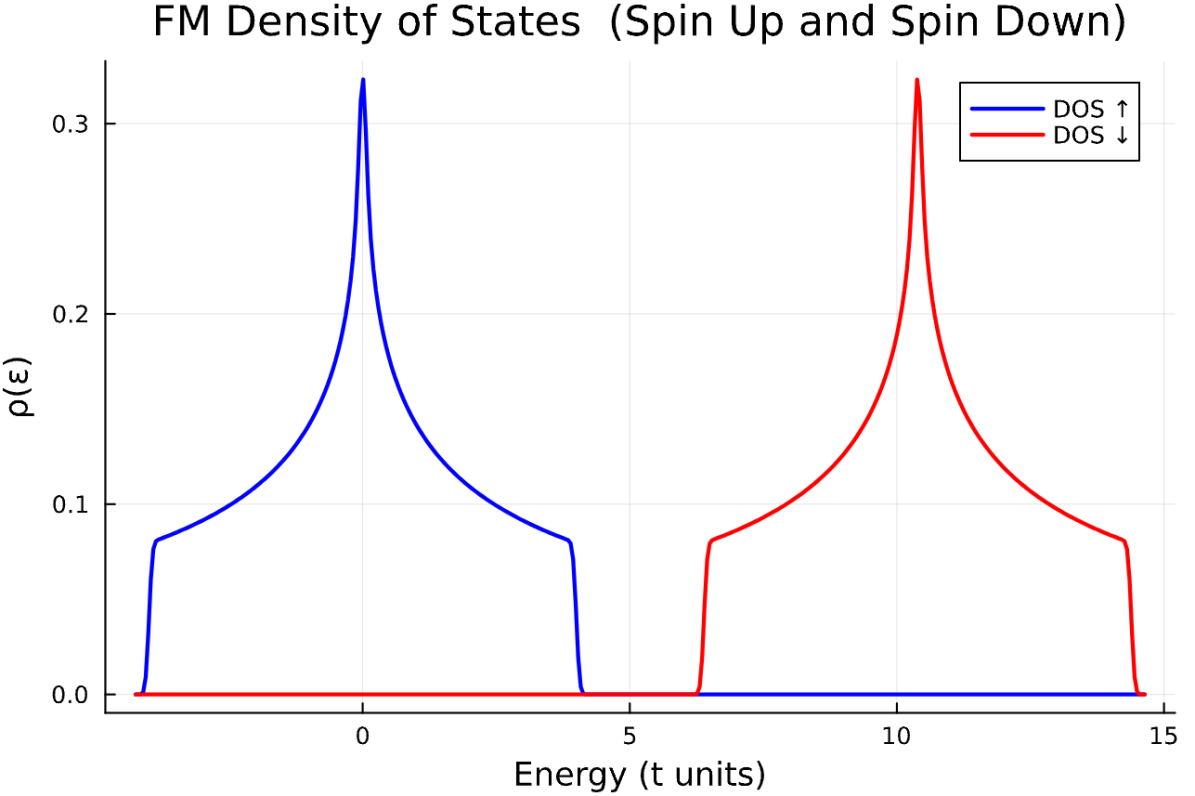 FM Density of States  (Spin Up and Spin Down)
DOS ↑
DOS ↓
0.3
0.2
0.1
0.0
ρ(ε)
0
5
10
15
Energy (t units)